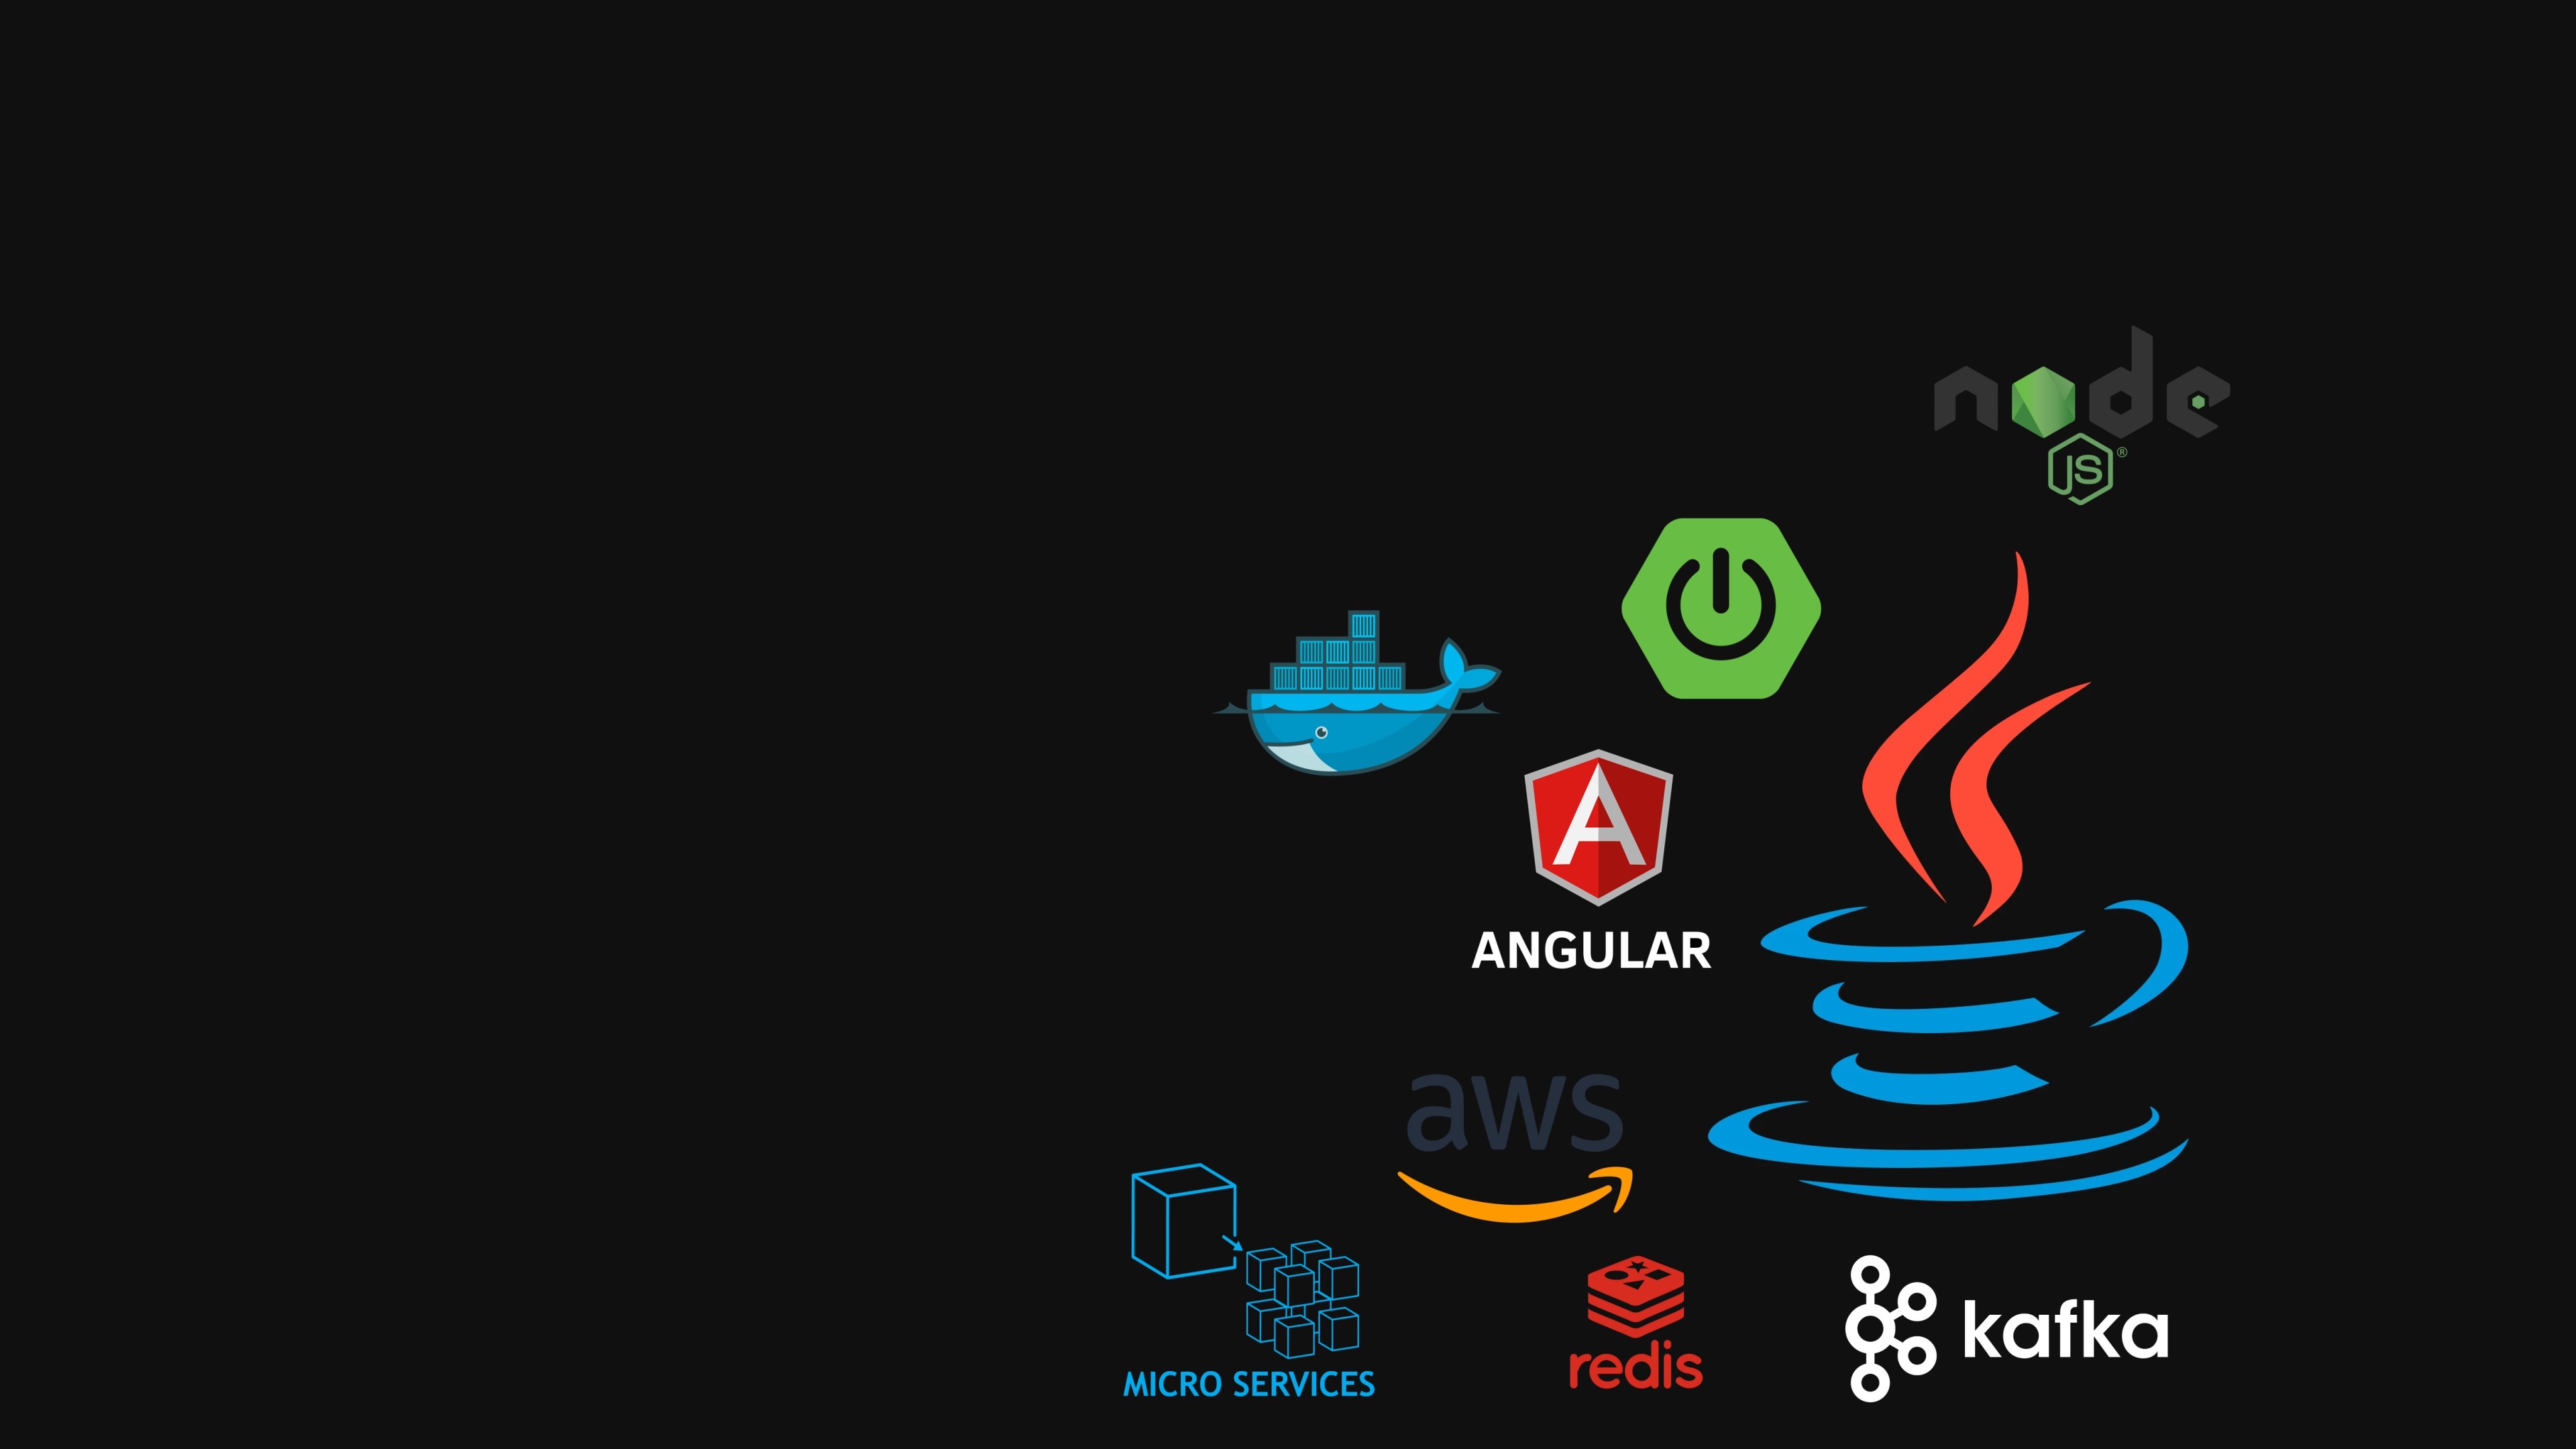 node
JS®
ANGULAR
aws
MICRO SERVICES
redis
kafka